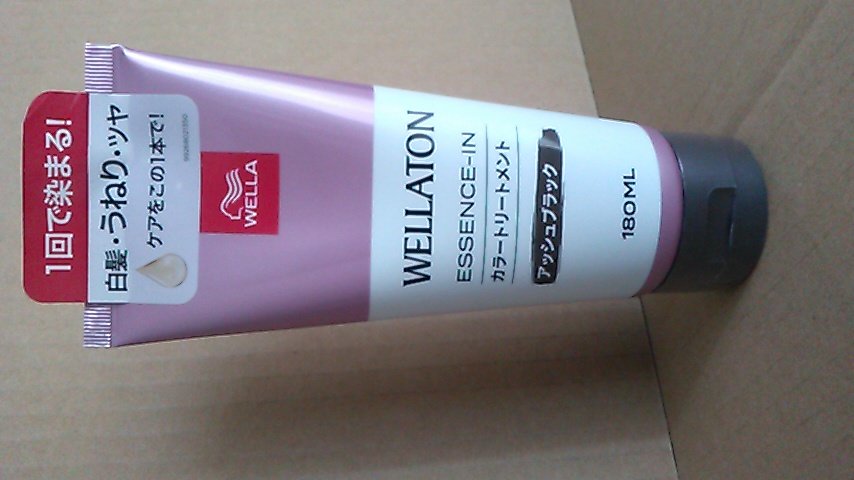 1回で染まる!
白髪・うねり・ツヤ
ケアをこの1本で!
WELLA
WELLATON
ESSENCE-IN
カラートリートメント
アッシュブラック
180ML